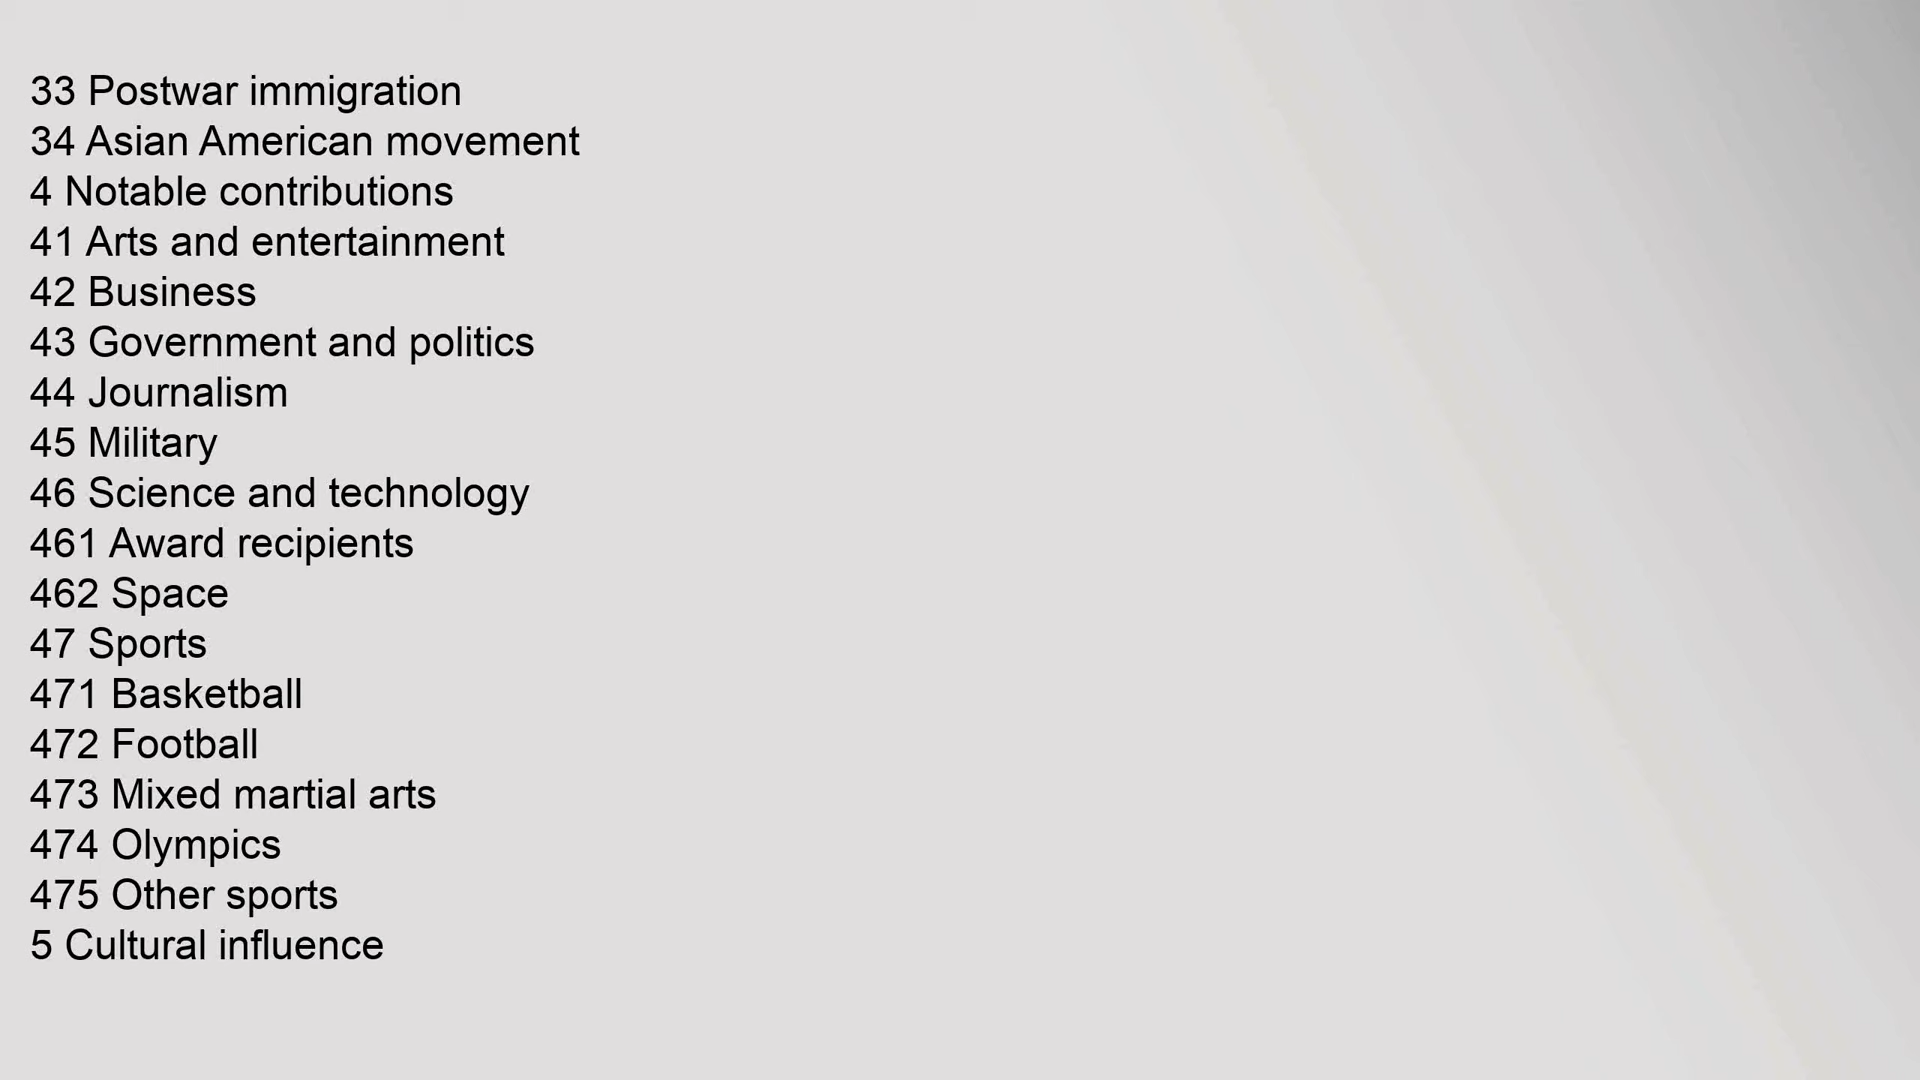 33 Postwar immigration
34 Asian American movement
4 Notable contributions
41 Arts and entertainment
42 Business
43 Government and politics
44 Journalism
45 Military
46 Science and technology
461 Award recipients
462 Space
47 Sports
471 Basketball
472 Football
473 Mixed martial arts
474 Olympics
475 Other sports
5 Cultural influence